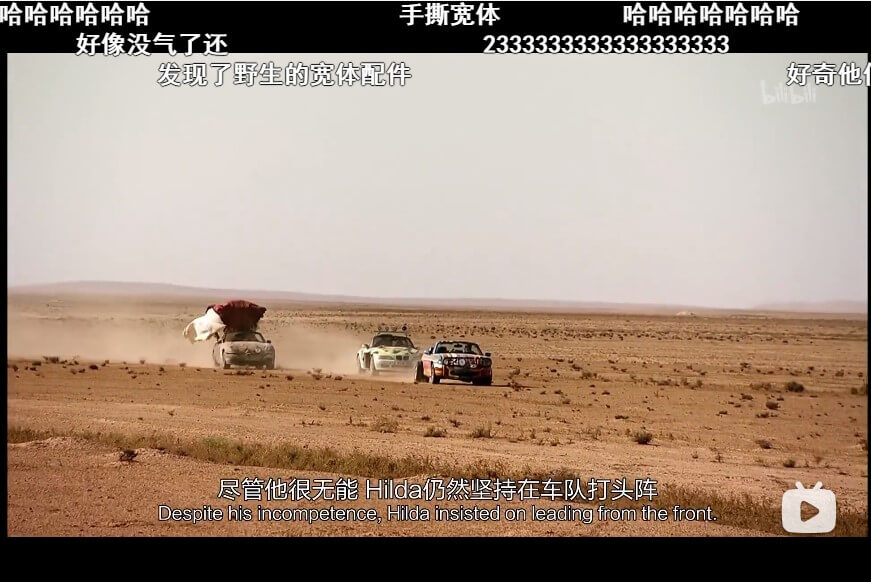 哈哈哈哈哈哈
手撕宽体
哈哈哈哈哈哈哈
好像没气了还
23333333333333333333
发现了野生的宽体配件
好奇他
bilibili
尽管他很无能 Hilda仍然坚持在车队打头阵
Despite his incompetence, Hilda insisted on leading from the front.